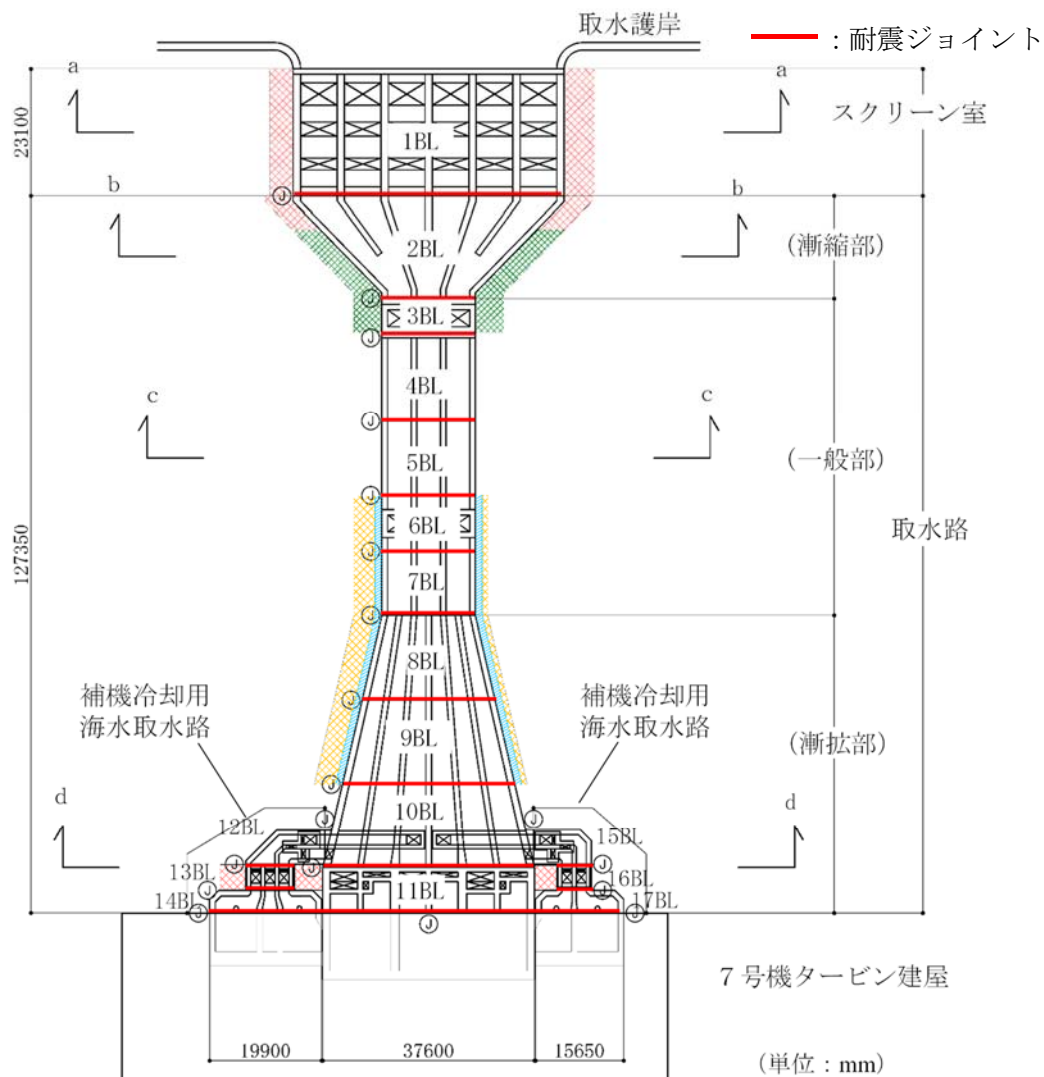 取水護岸
：耐震ジョイント
a
a
スクリーン室
23100
1BL
b
b
J
2BL
(漸縮部)
J
3BL
J
4BL
c
c
J
5BL
(一般部)
J
6BL
取水路
J
127350
7BL
J
8BL
補機冷却用
海水取水路
補機冷却用
海水取水路
J
9BL
(漸拡部)
J
d
d
10BL
J
J
12BL
15BL
J
J
J
13BL
16BL
11BL
J
J
14BL
17BL
J
J
J
7号機タービン建屋
19900
37600
15650
(単位：mm)